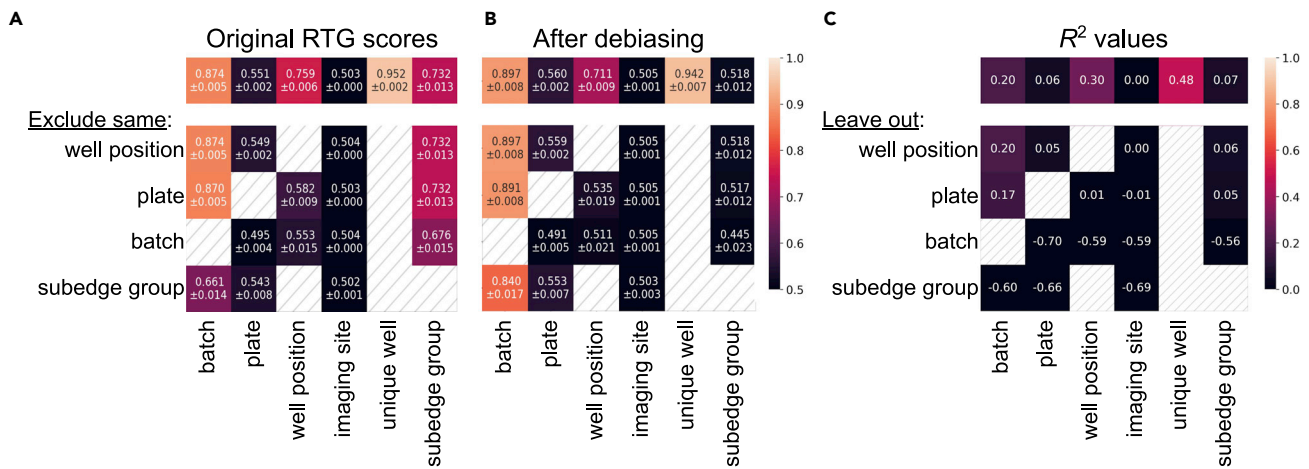 A
Original RTG scores
0.874 0.551 0.759 0.503 0.952 0.732
±0.005 ±0.002 ±0.006 ±0.000 ±0.002 ±0.013
Exclude same:
well position
0.874 0.549 0.504 0.732
±0.005 ±0.002 ±0.000 ±0.013
plate
0.870 0.582 0.503 0.732
±0.005 ±0.009 ±0.000 ±0.013
batch
0.495 0.553 0.504 0.676
±0.004 ±0.015 ±0.000 ±0.015
subedge group
0.661 0.543 0.502
±0.014 ±0.008 ±0.001
batch
plate
well position
imaging site
unique well
subedge group
B
After debiasing
0.897 0.560 0.711 0.505 0.942 0.518
±0.008 ±0.002 ±0.009 ±0.001 ±0.007 ±0.012
0.897 0.559 0.505 0.518
±0.008 ±0.002 ±0.001 ±0.012
0.891 0.535 0.505 0.517
±0.008 ±0.019 ±0.001 ±0.012
0.491 0.511 0.505 0.445
±0.005 ±0.021 ±0.001 ±0.023
0.840 0.553 0.503
±0.017 ±0.007 ±0.003
batch
plate
well position
imaging site
unique well
subedge group
1.0
0.9
0.8
0.7
0.6
0.5
C
R² values
0.20 0.06 0.30 0.00 0.48 0.07
Leave out:
well position
0.20 0.05 0.00 0.06
plate
0.17 0.01 -0.01 0.05
batch
-0.70 -0.59 -0.59 -0.56
subedge group
-0.60 -0.66 -0.69
batch
plate
well position
imaging site
unique well
subedge group
1.0
0.8
0.6
0.4
0.2
0.0